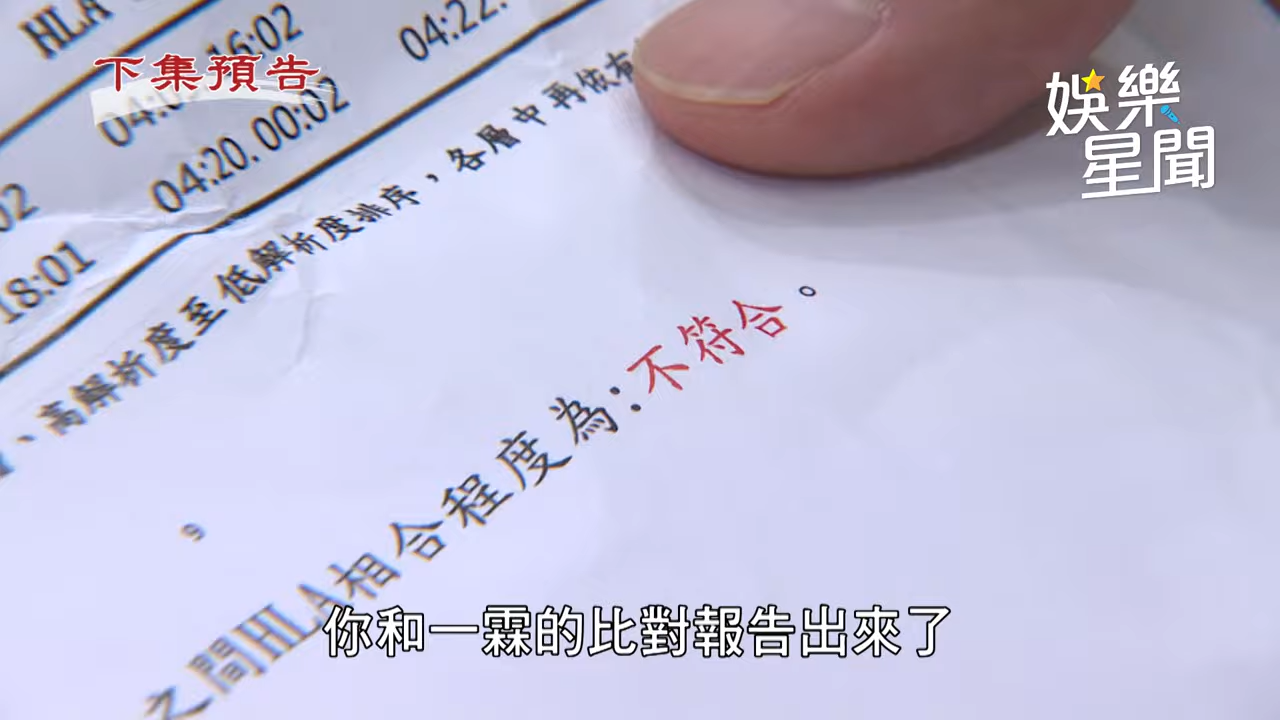 HLA
16:02
04:22.
下集預告
04:20.00:02
02
18:01
、高解析度至低解析度排序，各層中再依有
之間HLA相合程度為:不符合。
娛樂
星聞
你和一霖的比對報告出來了